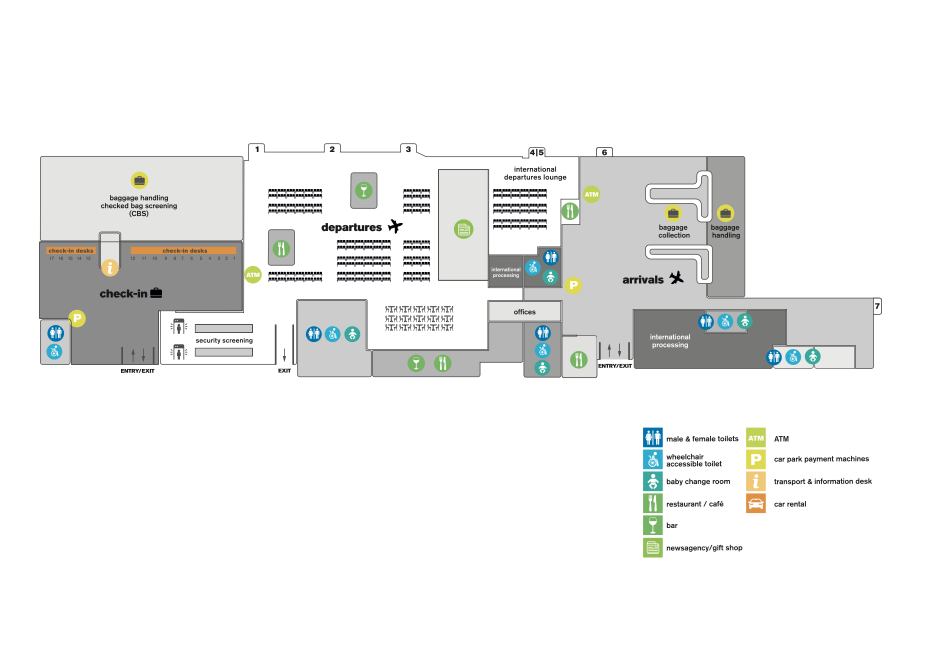 1
2
3
4|5
6
international
departures lounge
baggage handling
checked bag screening
(CBS)
ATM
departures
baggage
collection
baggage
handling
check-in desks
check-in desks
17 16 15 14 13
12 11 10 9 8 7 6 5 4 3 2 1
i
ATM
international
processing
arrivals
P
check-in
7
offices
P
security screening
international
processing
ENTRY/EXIT
EXIT
ENTRY/EXIT
male & female toilets
ATM
ATM
wheelchair
accessible toilet
P
car park payment machines
baby change room
i
transport & information desk
restaurant / café
car rental
bar
newsagency/gift shop